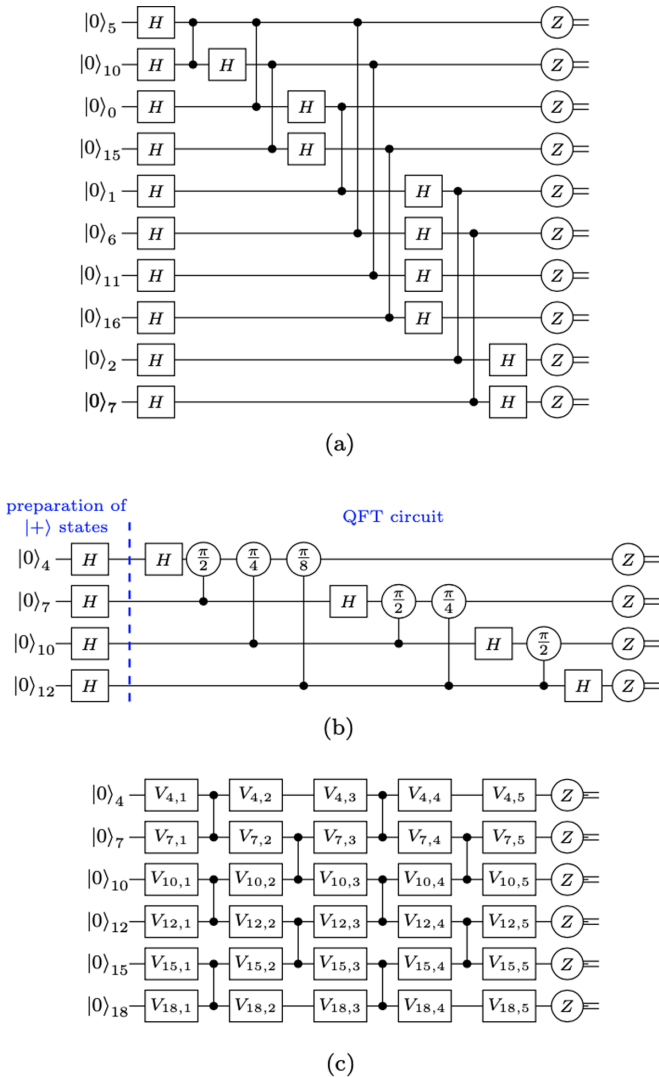 |0⟩₅ H Z
|0⟩₁₀ H H Z
|0⟩₀ H H Z
|0⟩₁₅ H H Z
|0⟩₁ H H Z
|0⟩₆ H H Z
|0⟩₁₁ H H Z
|0⟩₁₆ H H Z
|0⟩₂ H H Z
|0⟩₇ H H Z
(a)
preparation of
|+⟩ states
QFT circuit
|0⟩₄ H H π/2 π/4 π/8 Z
|0⟩₇ H H π/2 π/4 Z
|0⟩₁₀ H H π/2 Z
|0⟩₁₂ H H Z
(b)
|0⟩₄ V₄,₁ V₄,₂ V₄,₃ V₄,₄ V₄,₅ Z
|0⟩₇ V₇,₁ V₇,₂ V₇,₃ V₇,₄ V₇,₅ Z
|0⟩₁₀ V₁₀,₁ V₁₀,₂ V₁₀,₃ V₁₀,₄ V₁₀,₅ Z
|0⟩₁₂ V₁₂,₁ V₁₂,₂ V₁₂,₃ V₁₂,₄ V₁₂,₅ Z
|0⟩₁₅ V₁₅,₁ V₁₅,₂ V₁₅,₃ V₁₅,₄ V₁₅,₅ Z
|0⟩₁₈ V₁₈,₁ V₁₈,₂ V₁₈,₃ V₁₈,₄ V₁₈,₅ Z
(c)